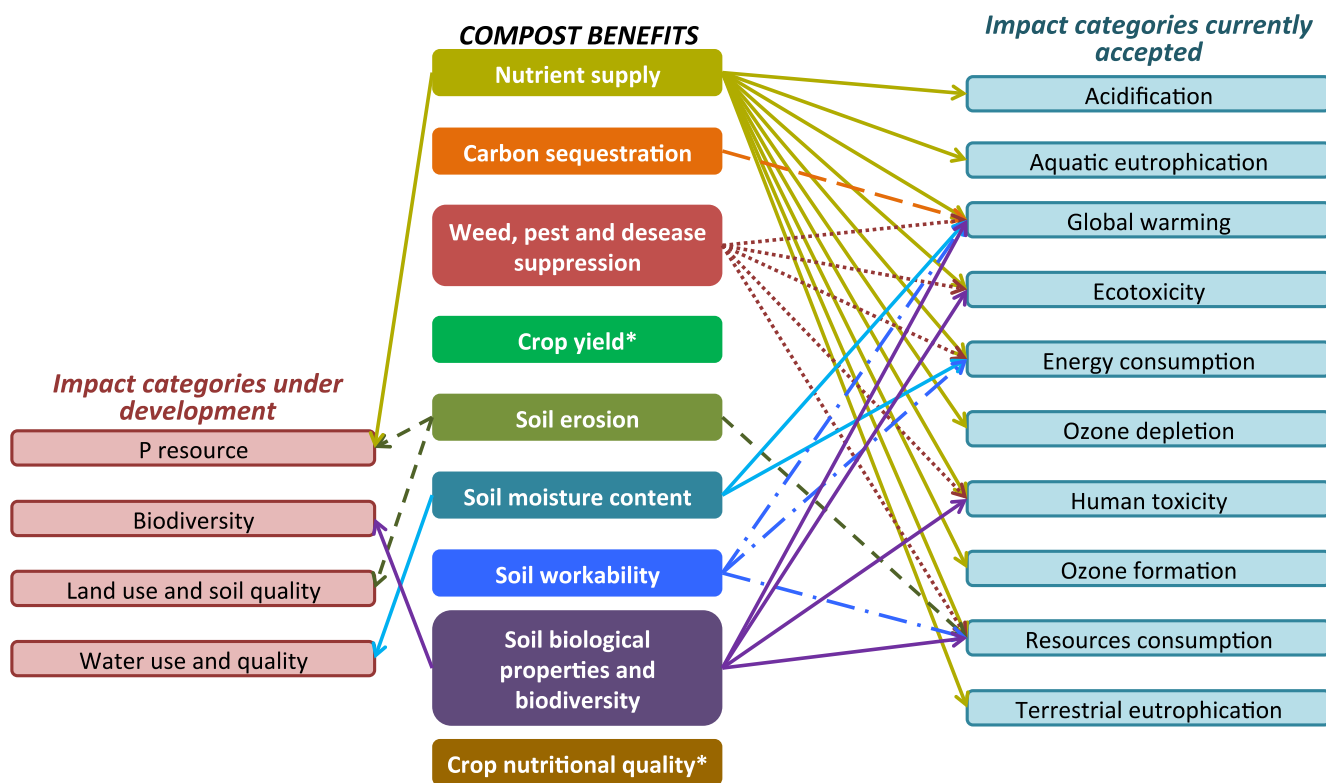 COMPOST BENEFITS
Nutrient supply
Carbon sequestration
Weed, pest and desease
suppression
Crop yield*
Soil erosion
Soil moisture content
Soil workability
Soil biological
properties and
biodiversity
Crop nutritional quality*
Impact categories under
development
P resource
Biodiversity
Land use and soil quality
Water use and quality
Impact categories currently
accepted
Acidification
Aquatic eutrophication
Global warming
Ecotoxicity
Energy consumption
Ozone depletion
Human toxicity
Ozone formation
Resources consumption
Terrestrial eutrophication